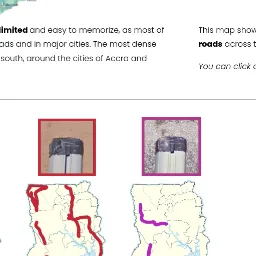 limited and easy to memorize, as most of
ads and in major cities. The most dense
south, around the cities of Accra and
This map show
roads across t
You can click